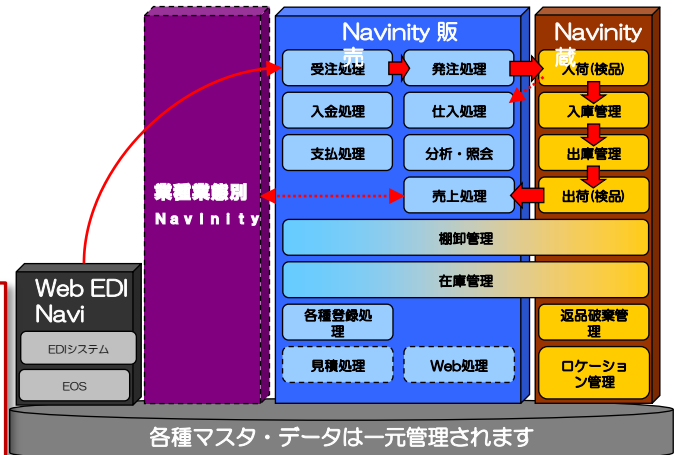 Navinity 販
売
Navinity
蔵
受注処理
発注処理
入荷(検品)
入金処理
仕入処理
入庫管理
支払処理
分析・照会
出庫管理
業種業態別
Navinity
売上処理
出荷(検品)
棚卸管理
在庫管理
Web EDI
Navi
EDIシステム
EOS
各種登録処
理
返品破棄管
理
見積処理
Web処理
ロケーショ
ン管理
各種マスタ・データは一元管理されます